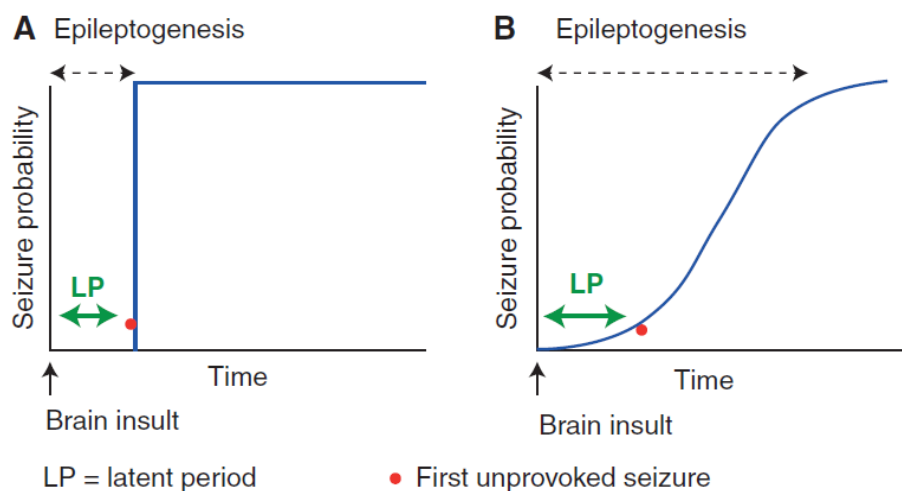 A Epileptogenesis
Seizure probability
LP
Time
Brain insult
B Epileptogenesis
Seizure probability
LP
Time
Brain insult
LP = latent period
First unprovoked seizure